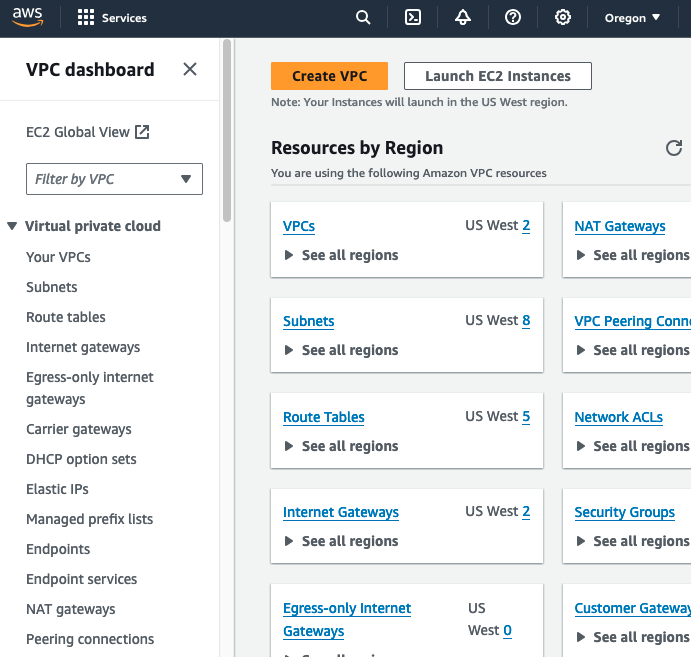 aws
Services
Oregon
VPC dashboard
EC2 Global View
Filter by VPC
Virtual private cloud
Your VPCs
Subnets
Route tables
Internet gateways
Egress-only internet
gateways
Carrier gateways
DHCP option sets
Elastic IPs
Managed prefix lists
Endpoints
Endpoint services
NAT gateways
Peering connections
Create VPC
Launch EC2 Instances
Note: Your Instances will launch in the US West region.
Resources by Region
You are using the following Amazon VPC resources
VPCs US West 2
See all regions
NAT Gateways
See all regions
Subnets US West 8
See all regions
VPC Peering Conne
See all regions
Route Tables US West 5
See all regions
Network ACLs
See all regions
Internet Gateways US West 2
See all regions
Security Groups
See all regions
Egress-only Internet US
Gateways West 0
Customer Gateway
See all regions